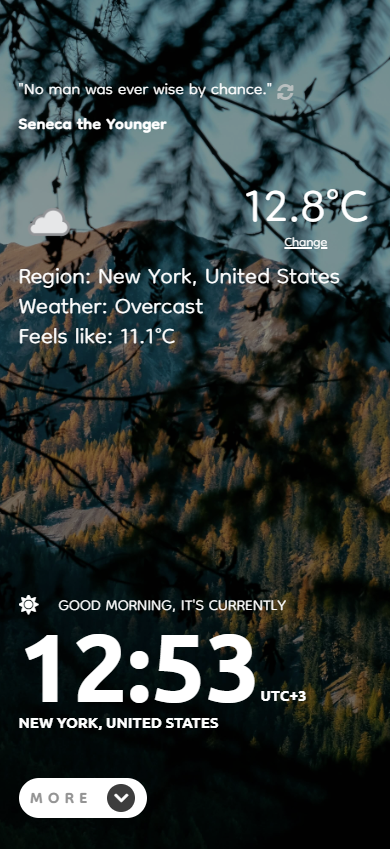 "No man was ever wise by chance."
Seneca the Younger
12.8°C
Change
Region: New York, United States
Weather: Overcast
Feels like: 11.1°C
GOOD MORNING, IT'S CURRENTLY
12:53 UTC+3
NEW YORK, UNITED STATES
MORE